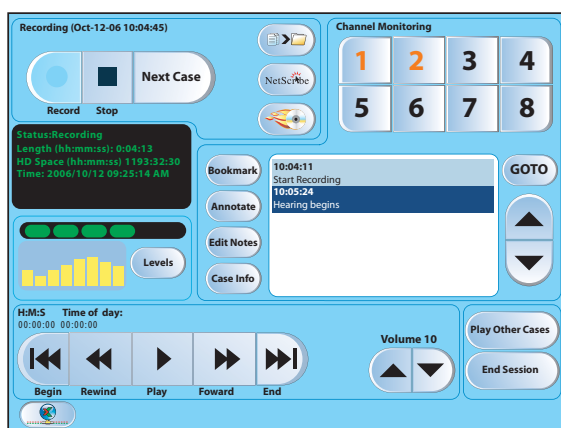 Recording (Oct-12-06 10:04:45)
Next Case
Record Stop
NetScribe
Channel Monitoring
1 2 3 4
5 6 7 8
Status:Recording
Length (hh:mm:ss): 0:04:13
HD Space (hh:mm:ss) 1193:32:30
Time: 2006/10/12 09:25:14 AM
Levels
Bookmark
Annotate
Edit Notes
Case Info
10:04:11
Start Recording
10:05:24
Hearing begins
GOTO
H:M:S Time of day:
00:00:00 00:00:00
Begin Rewind Play Foward End
Volume 10
Play Other Cases
End Session